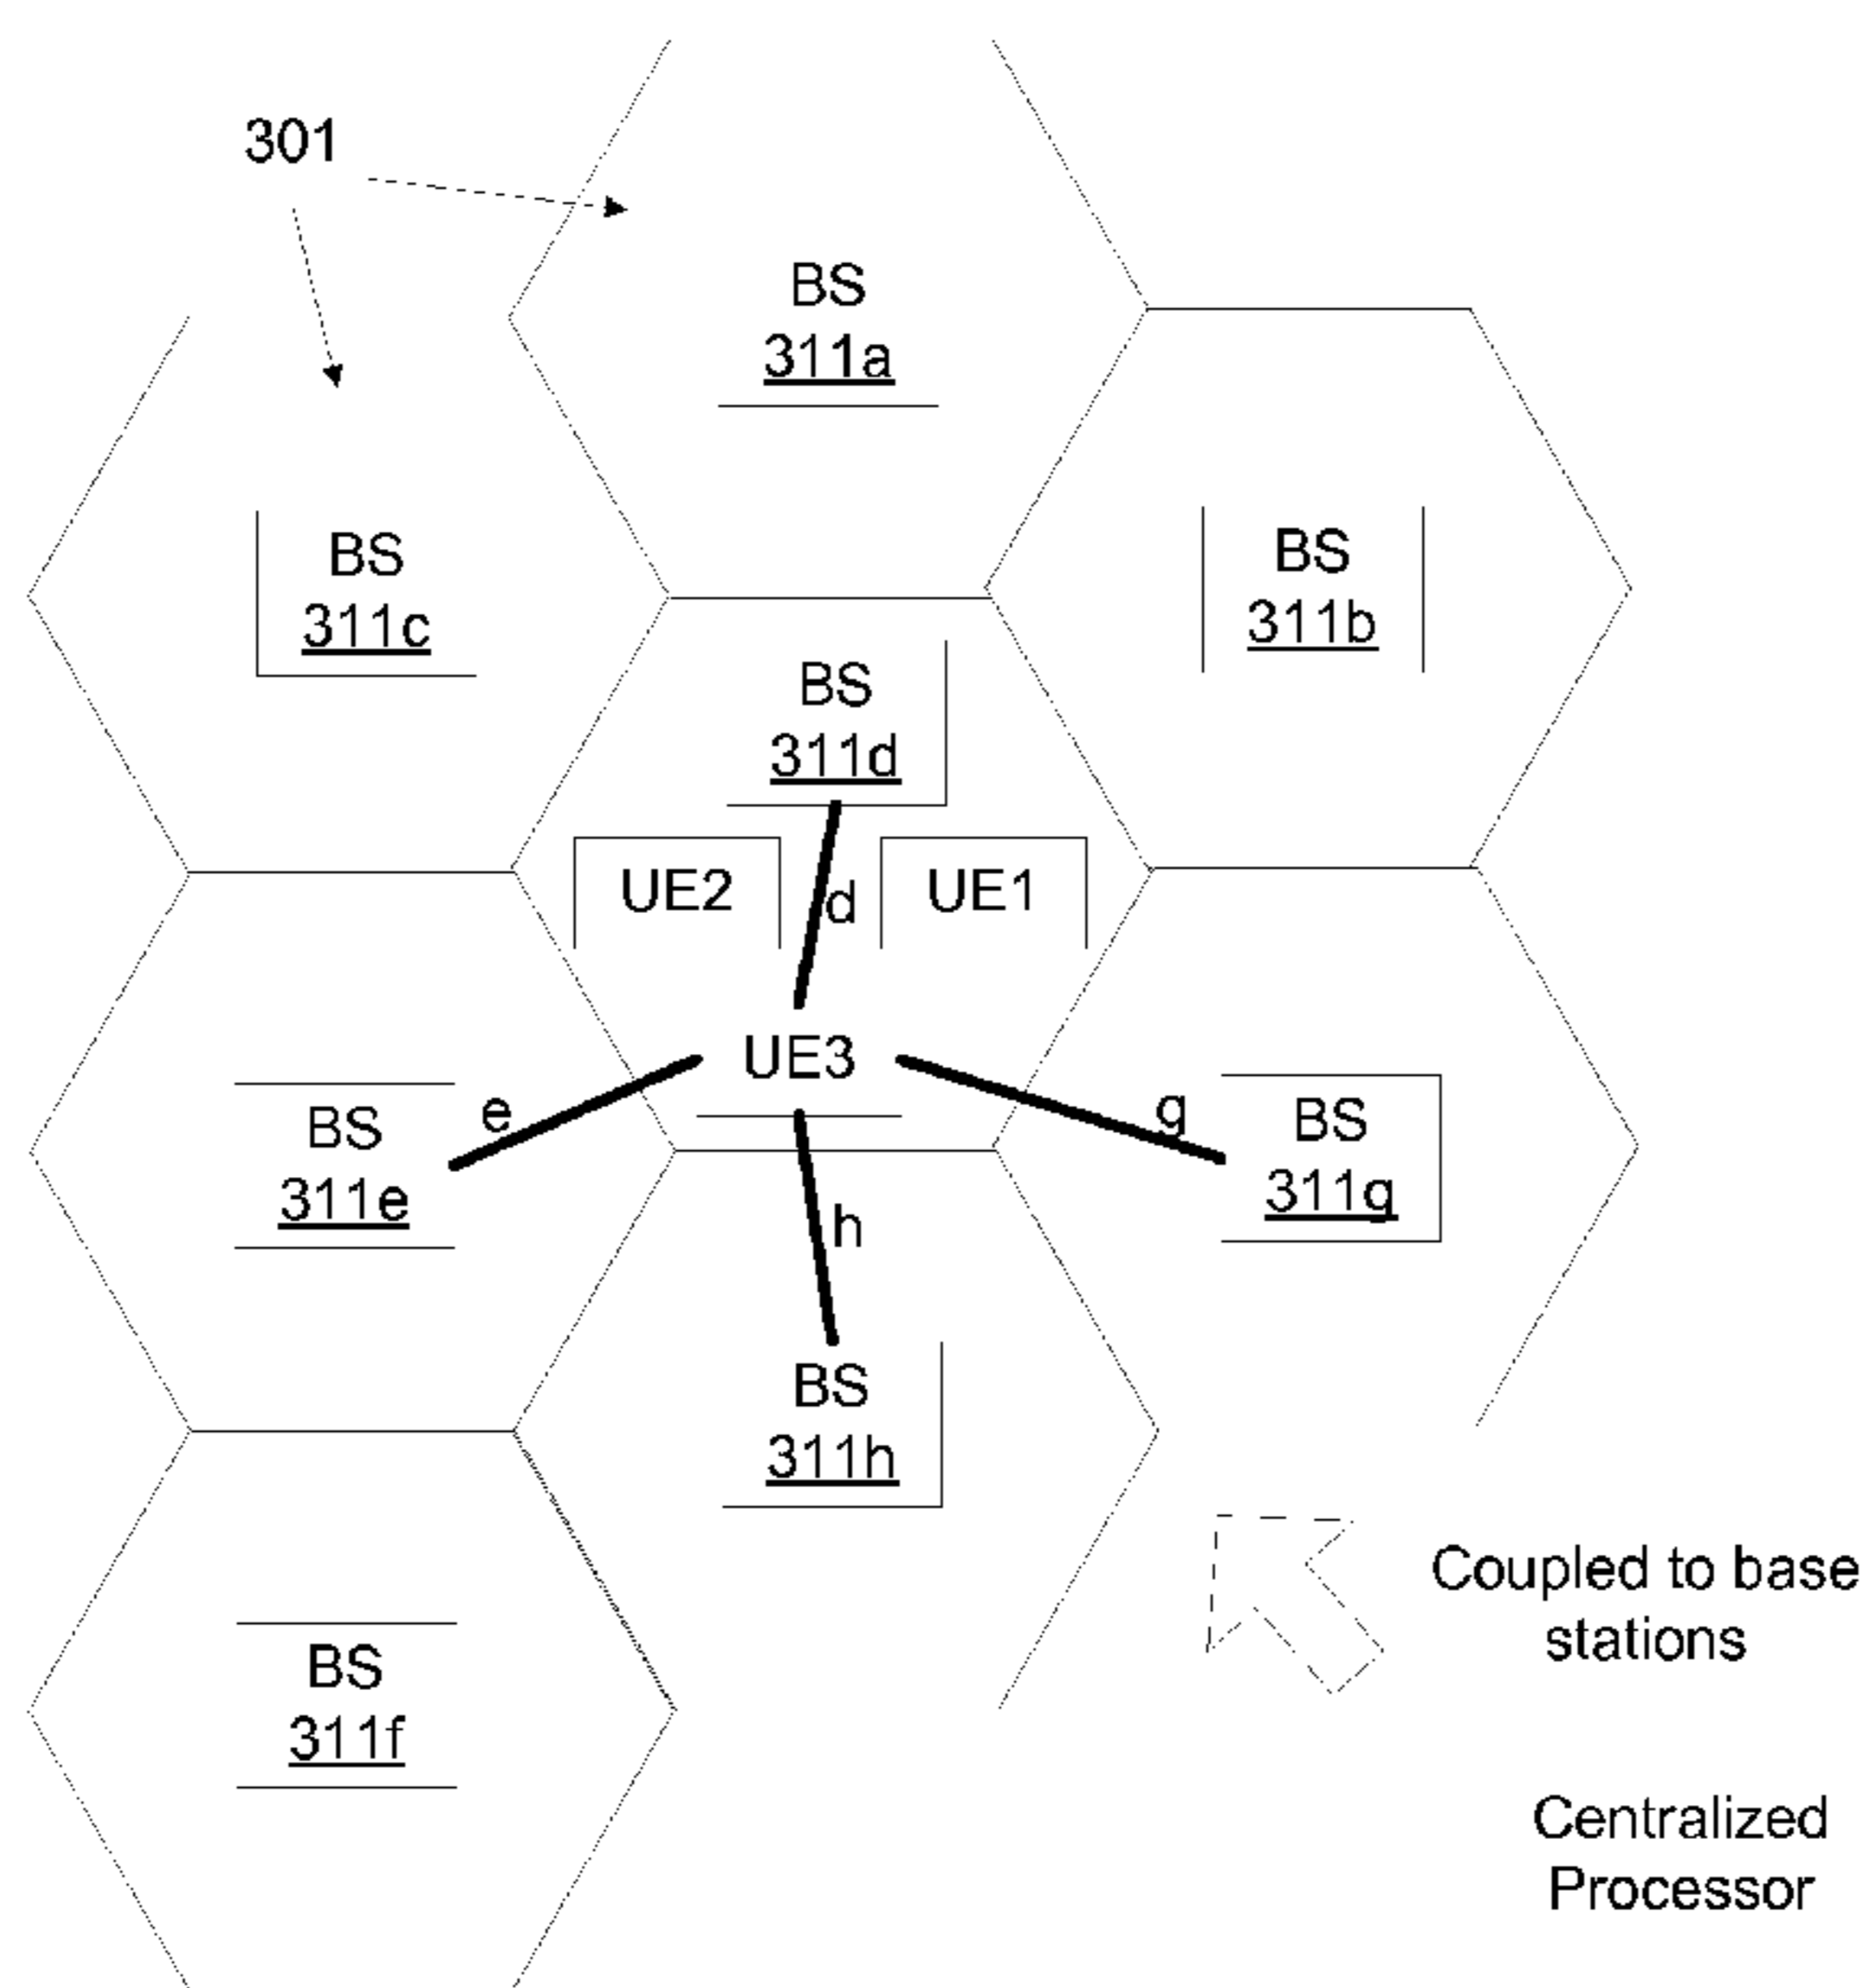 301
BS
311a
BS
311c
BS
311b
BS
311d
UE2
d
UE1
UE3
e
BS
311e
g
BS
311g
h
BS
311h
Coupled to base
stations
BS
311f
Centralized
Processor